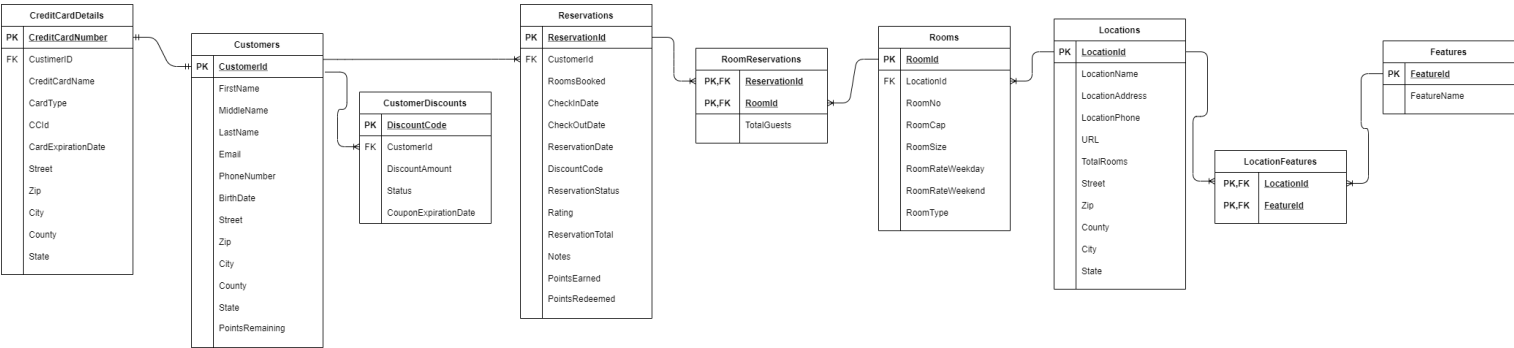 CreditCardDetails
PK CreditCardNumber
FK CustimerID
CreditCardName
CardType
CCId
CardExpirationDate
Street
Zip
City
County
State
Customers
PK CustomerId
FirstName
MiddleName
LastName
Email
PhoneNumber
BirthDate
Street
Zip
City
County
State
PointsRemaining
CustomerDiscounts
PK DiscountCode
FK CustomerId
DiscountAmount
Status
CouponExpirationDate
Reservations
PK ReservationId
FK CustomerId
RoomsBooked
CheckInDate
CheckOutDate
ReservationDate
DiscountCode
ReservationStatus
Rating
ReservationTotal
Notes
PointsEarned
PointsRedeemed
RoomReservations
PK,FK ReservationId
PK,FK RoomId
TotalGuests
Rooms
PK RoomId
FK LocationId
RoomNo
RoomCap
RoomSize
RoomRateWeekday
RoomRateWeekend
RoomType
Locations
PK LocationId
LocationName
LocationAddress
LocationPhone
URL
TotalRooms
Street
Zip
County
City
State
LocationFeatures
PK,FK LocationId
PK,FK FeatureId
Features
PK FeatureId
FeatureName